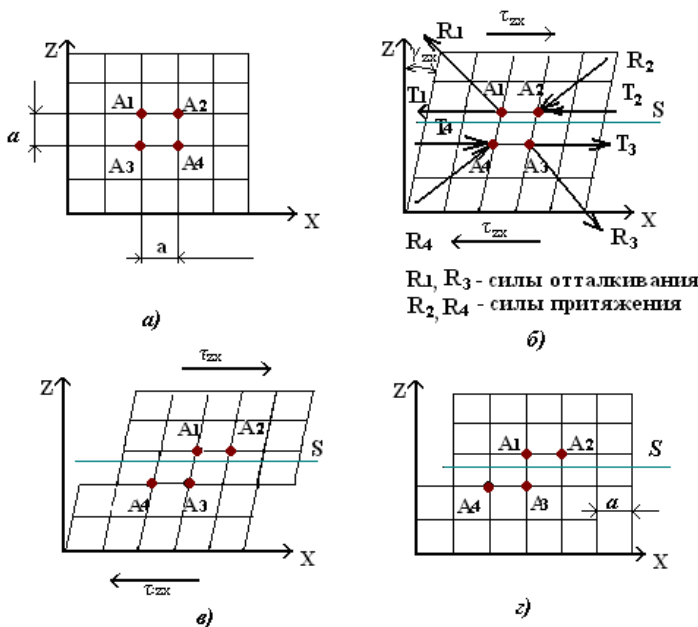 Z
A1 A2
a
A3 A4
X
a
а)
R1 τzx
Z
γzx R2
A1 A2
T1 T2
S
T4
T3
A4 A3
X
R4 τzx R3
R1, R3 - силы отталкивания
R2, R4 - силы притяжения
б)
τzx
Z
A1 A2
S
A4 A3
X
τzx
в)
Z
A1 A2
S
A4 A3
a
X
г)